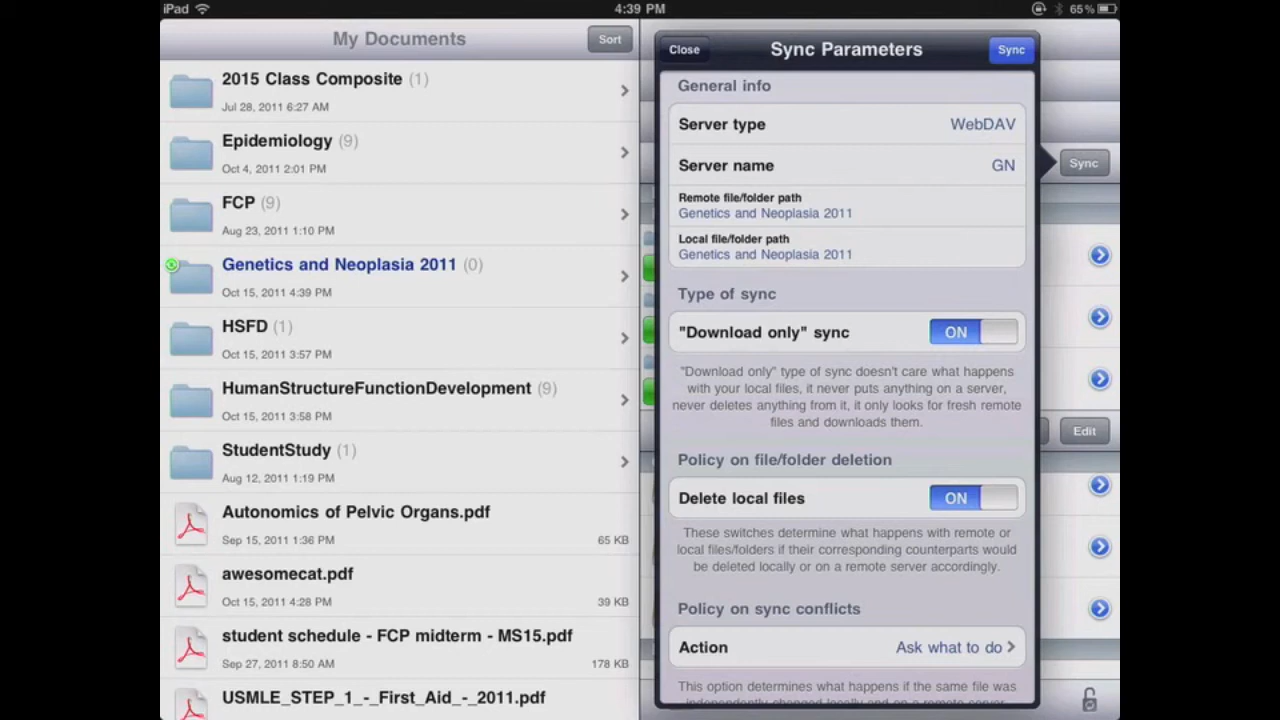 iPad
4:39 PM
65%
My Documents
Sort
2015 Class Composite (1)
Jul 28, 2011 6:27 AM
Epidemiology (9)
Oct 4, 2011 2:01 PM
FCP (9)
Aug 23, 2011 1:10 PM
Genetics and Neoplasia 2011 (0)
Oct 15, 2011 4:39 PM
HSFD (1)
Oct 15, 2011 3:57 PM
HumanStructureFunctionDevelopment (9)
Oct 15, 2011 3:58 PM
StudentStudy (1)
Aug 12, 2011 1:19 PM
Autonomics of Pelvic Organs.pdf
Sep 15, 2011 1:36 PM 65 KB
awesomecat.pdf
Oct 15, 2011 4:28 PM 39 KB
student schedule - FCP midterm - MS15.pdf
Sep 27, 2011 8:50 AM 178 KB
USMLE_STEP_1_-_First_Aid_-_2011.pdf
Close
Sync Parameters
Sync
General info
Server type WebDAV
Server name GN
Remote file/folder path
Genetics and Neoplasia 2011
Local file/folder path
Genetics and Neoplasia 2011
Type of sync
"Download only" sync ON
"Download only" type of sync doesn't care what happens
with your local files, it never puts anything on a server,
never deletes anything from it, it only looks for fresh remote
files and downloads them.
Policy on file/folder deletion
Delete local files ON
These switches determine what happens with remote or
local files/folders if their corresponding counterparts would
be deleted locally or on a remote server accordingly.
Policy on sync conflicts
Action Ask what to do
This option determines what happens if the same file was
independently changed locally and on a remote server
Sync
Edit